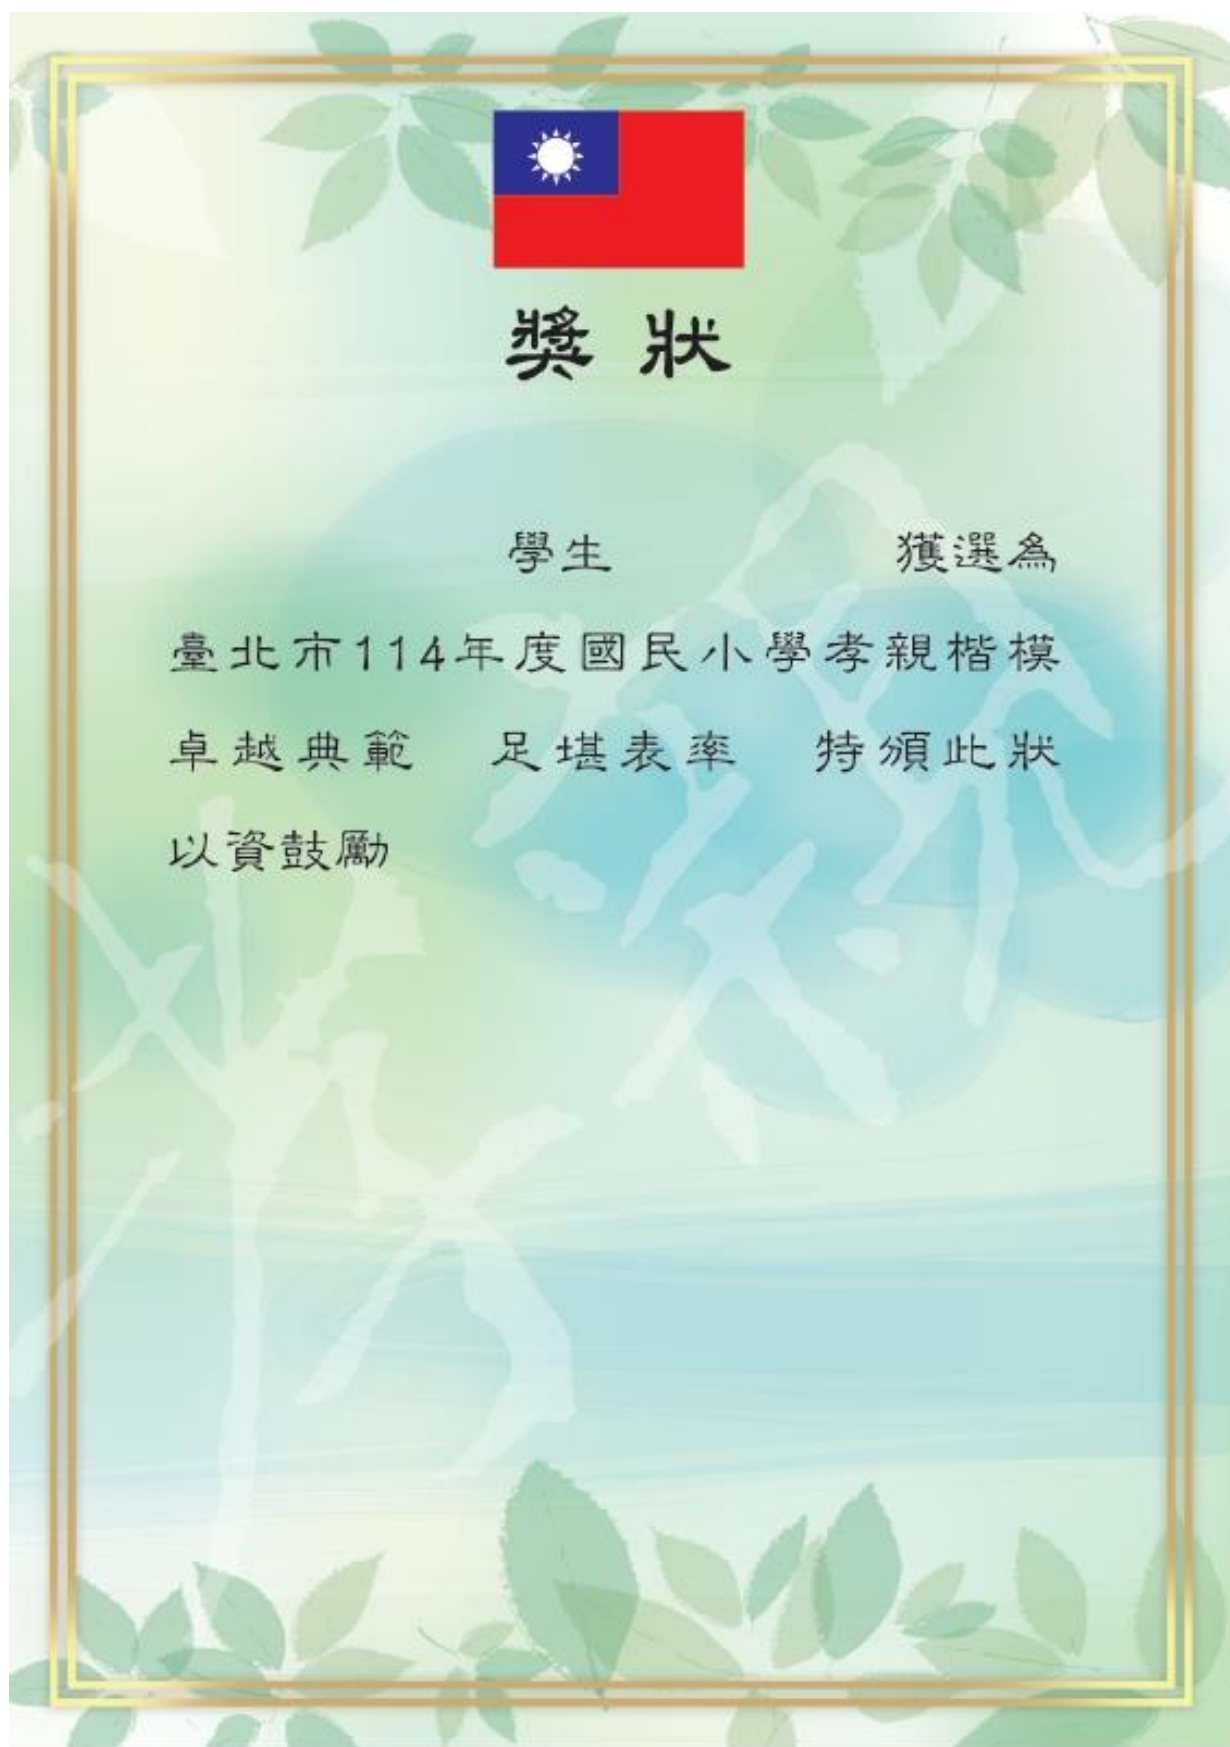 獎狀
學生 獲選為
臺北市114年度國民小學孝親楷模
卓越典範 足堪表率 特頒此狀
以資鼓勵